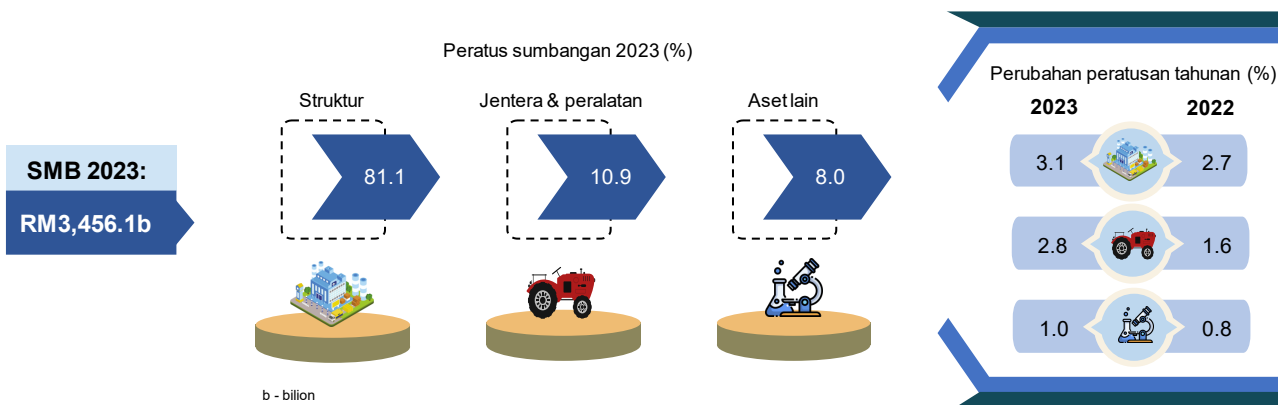 Peratus sumbangan 2023 (%)
Struktur
Jentera & peralatan
Aset lain
SMB 2023:
RM3,456.1b
81.1
10.9
8.0
b - bilion
Perubahan peratusan tahunan (%)
2023
2022
3.1
2.7
2.8
1.6
1.0
0.8